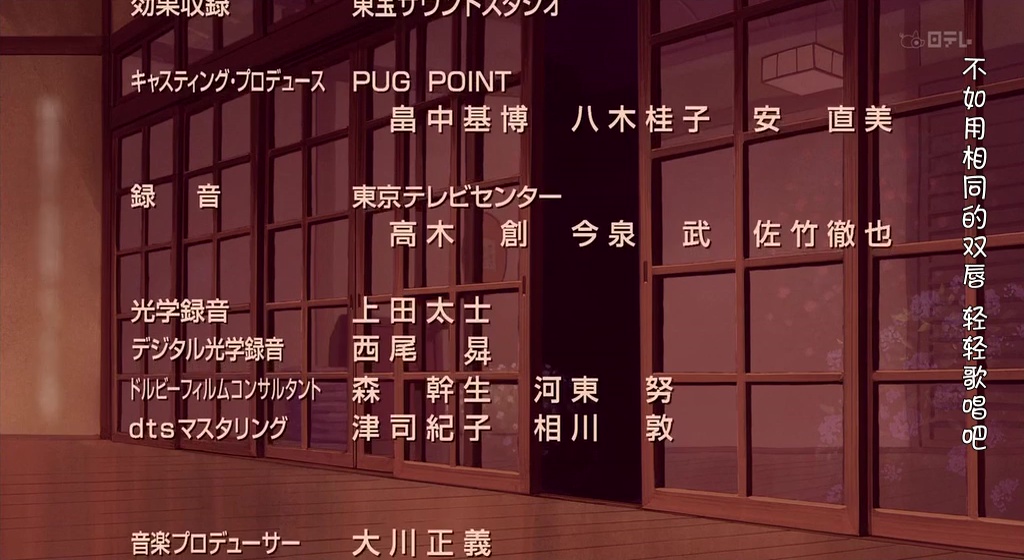 効果収録 東宝サウンドスタジオ
キャスティング・プロデュース PUG POINT
畠中基博 八木桂子 安 直美
録 音 東京テレビセンター
高木 創 今泉 武 佐竹徹也
光学録音 上田太士
デジタル光学録音 西尾 曻
ドルビーフィルムコンサルタント 森 幹生 河東 努
dtsマスタリング 津司紀子 相川 敦
音楽プロデューサー 大川正義
日テレ
不如用相同的双唇 轻轻歌唱吧